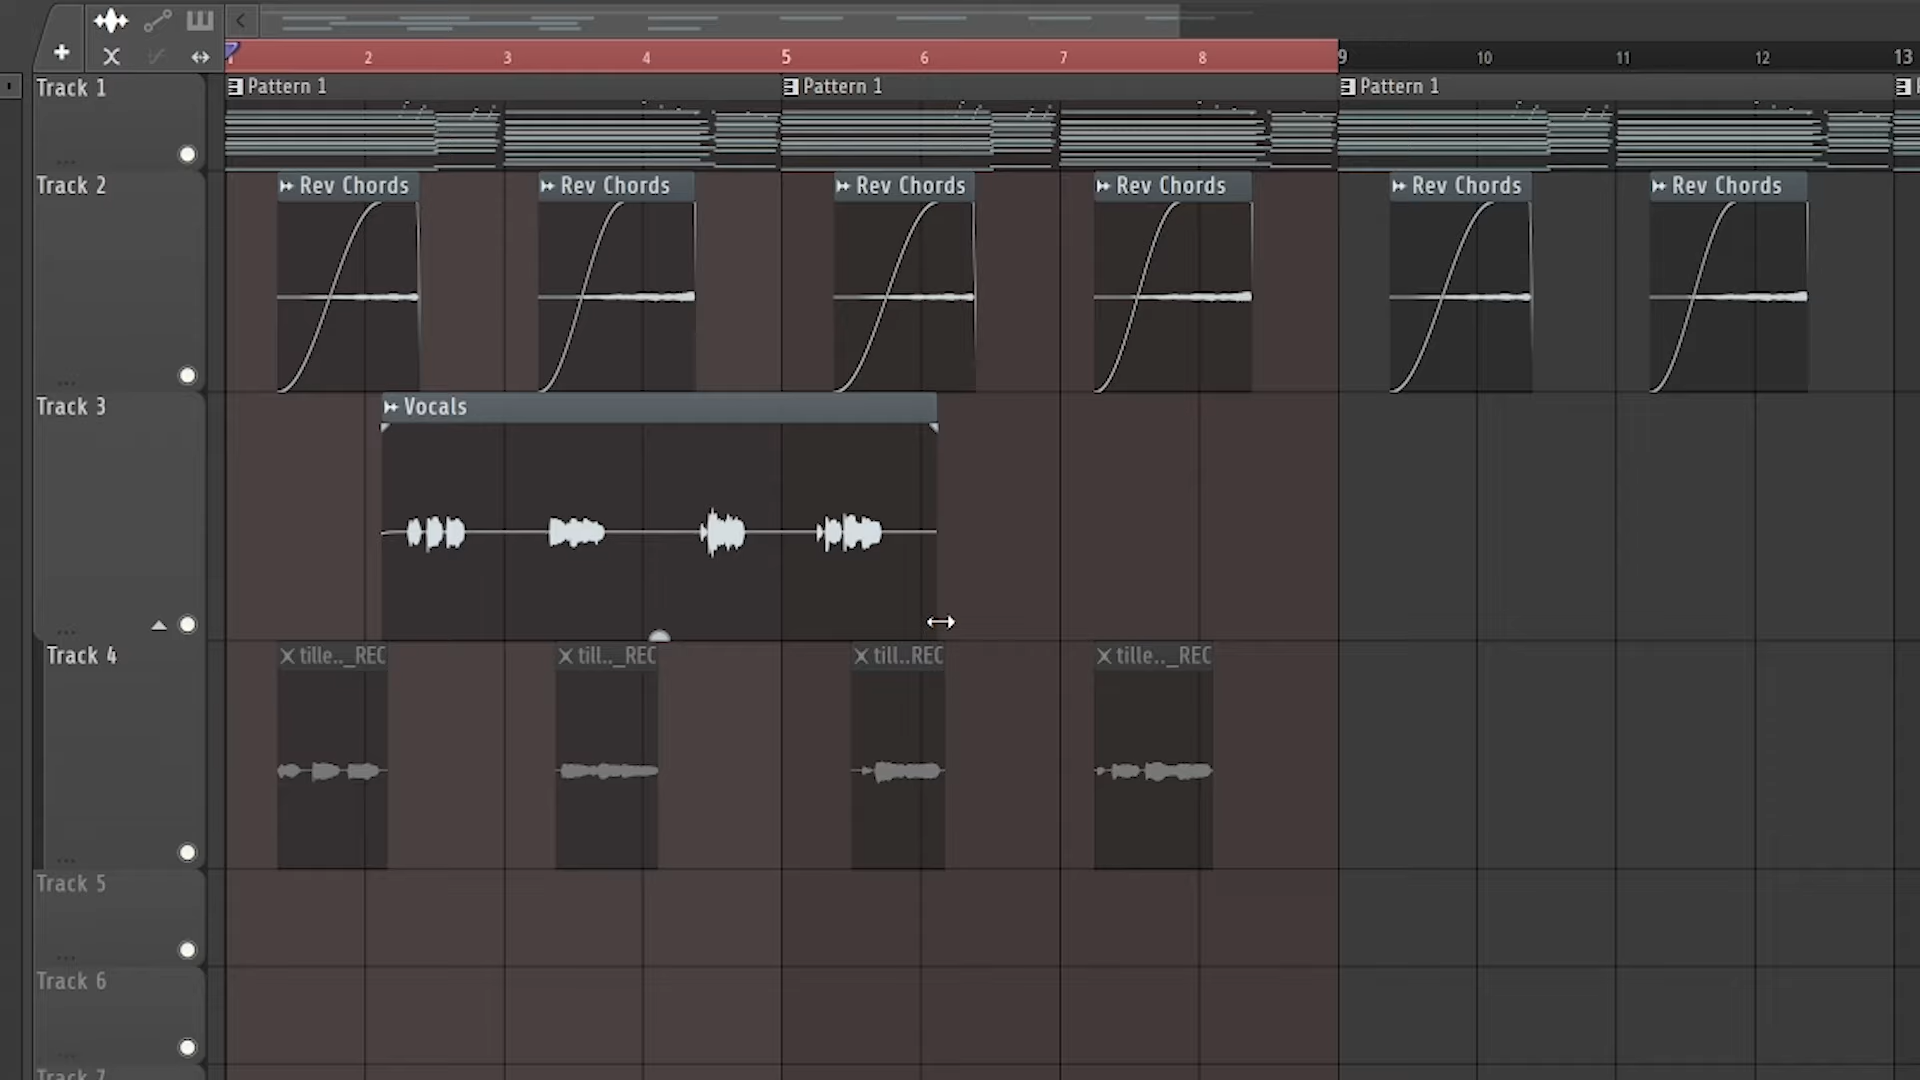 2 3 4 5 6 7 8 9 10 11 12 13
Track 1
Pattern 1 Pattern 1 Pattern 1
Track 2
Rev Chords Rev Chords Rev Chords Rev Chords Rev Chords Rev Chords
Track 3
Vocals
Track 4
tille.._REC till.._REC till..REC tille.._REC
Track 5
Track 6
Track 7